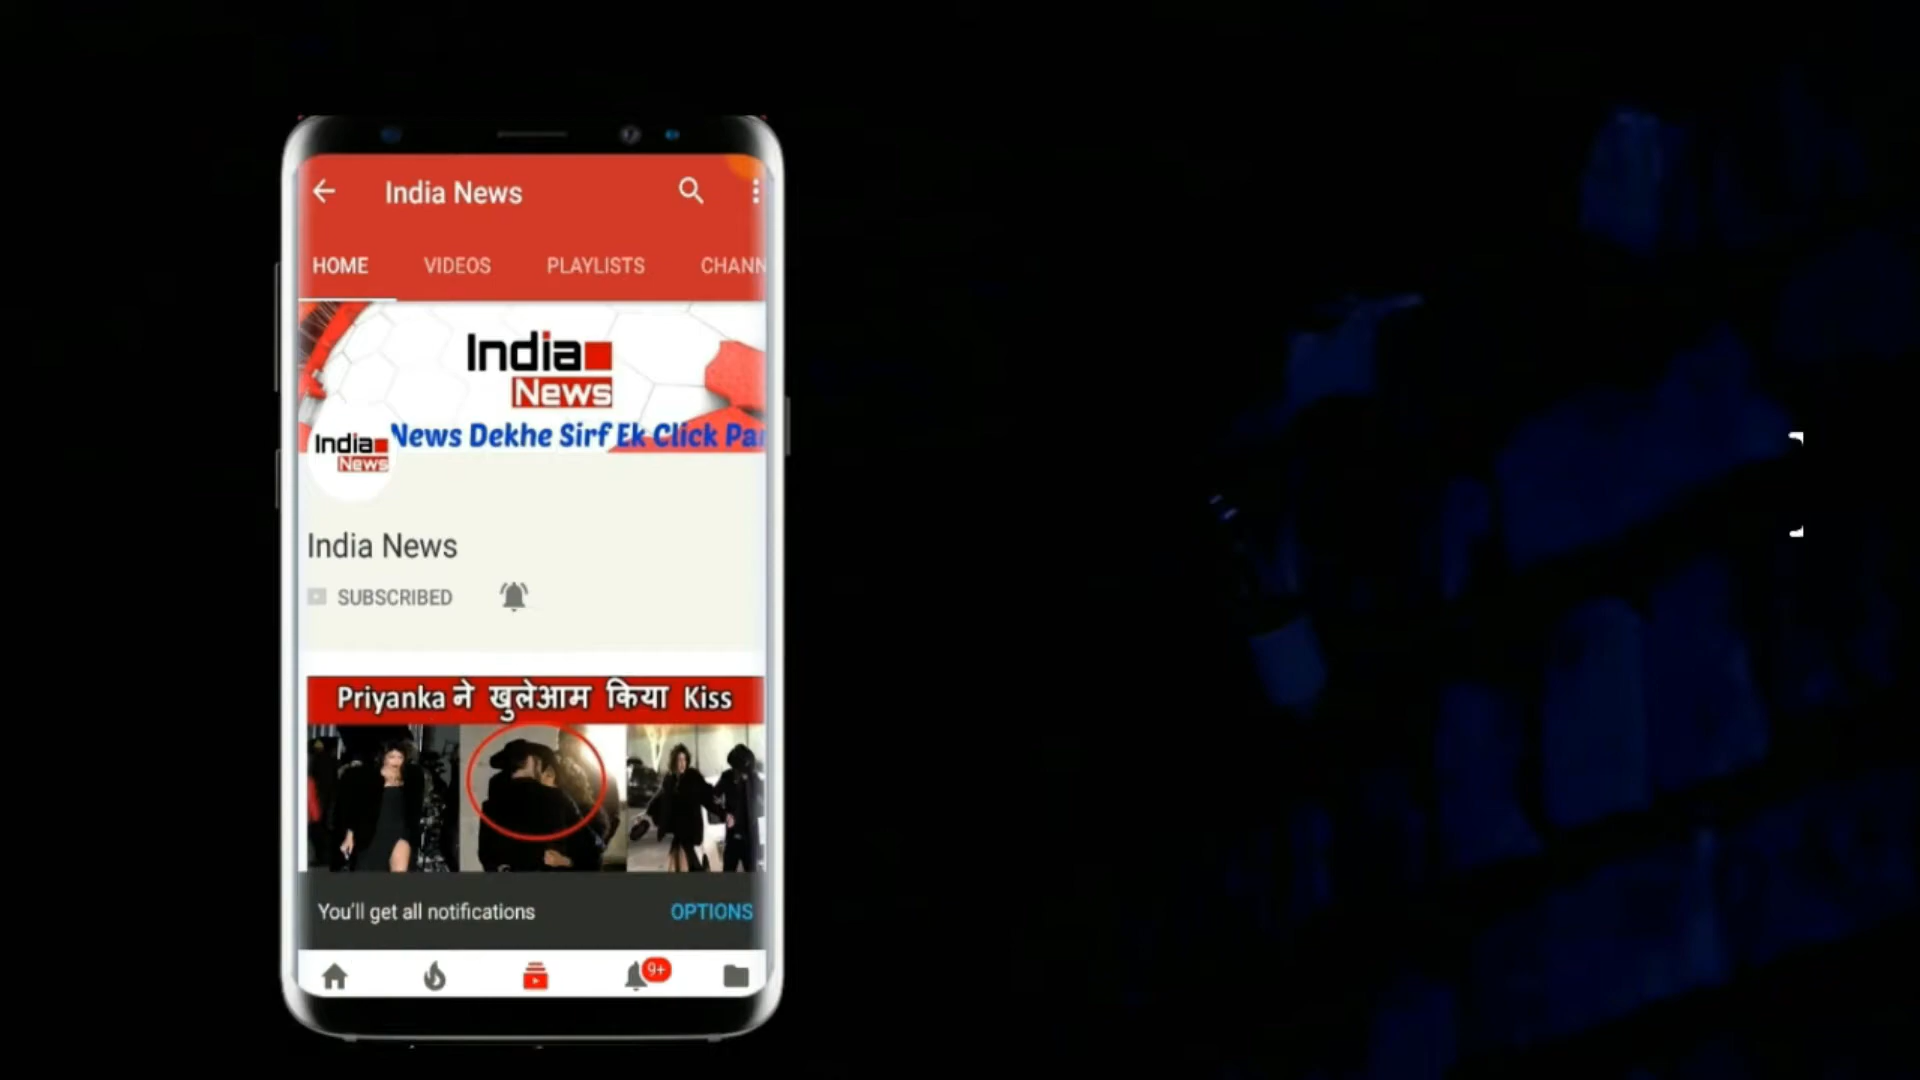 India News
HOME VIDEOS PLAYLISTS CHANN
India
News
News Dekhe Sirf Ek Click Par
India
News
India News
SUBSCRIBED
Priyanka ने खुलेआम किया Kiss
You'll get all notifications OPTIONS
9+